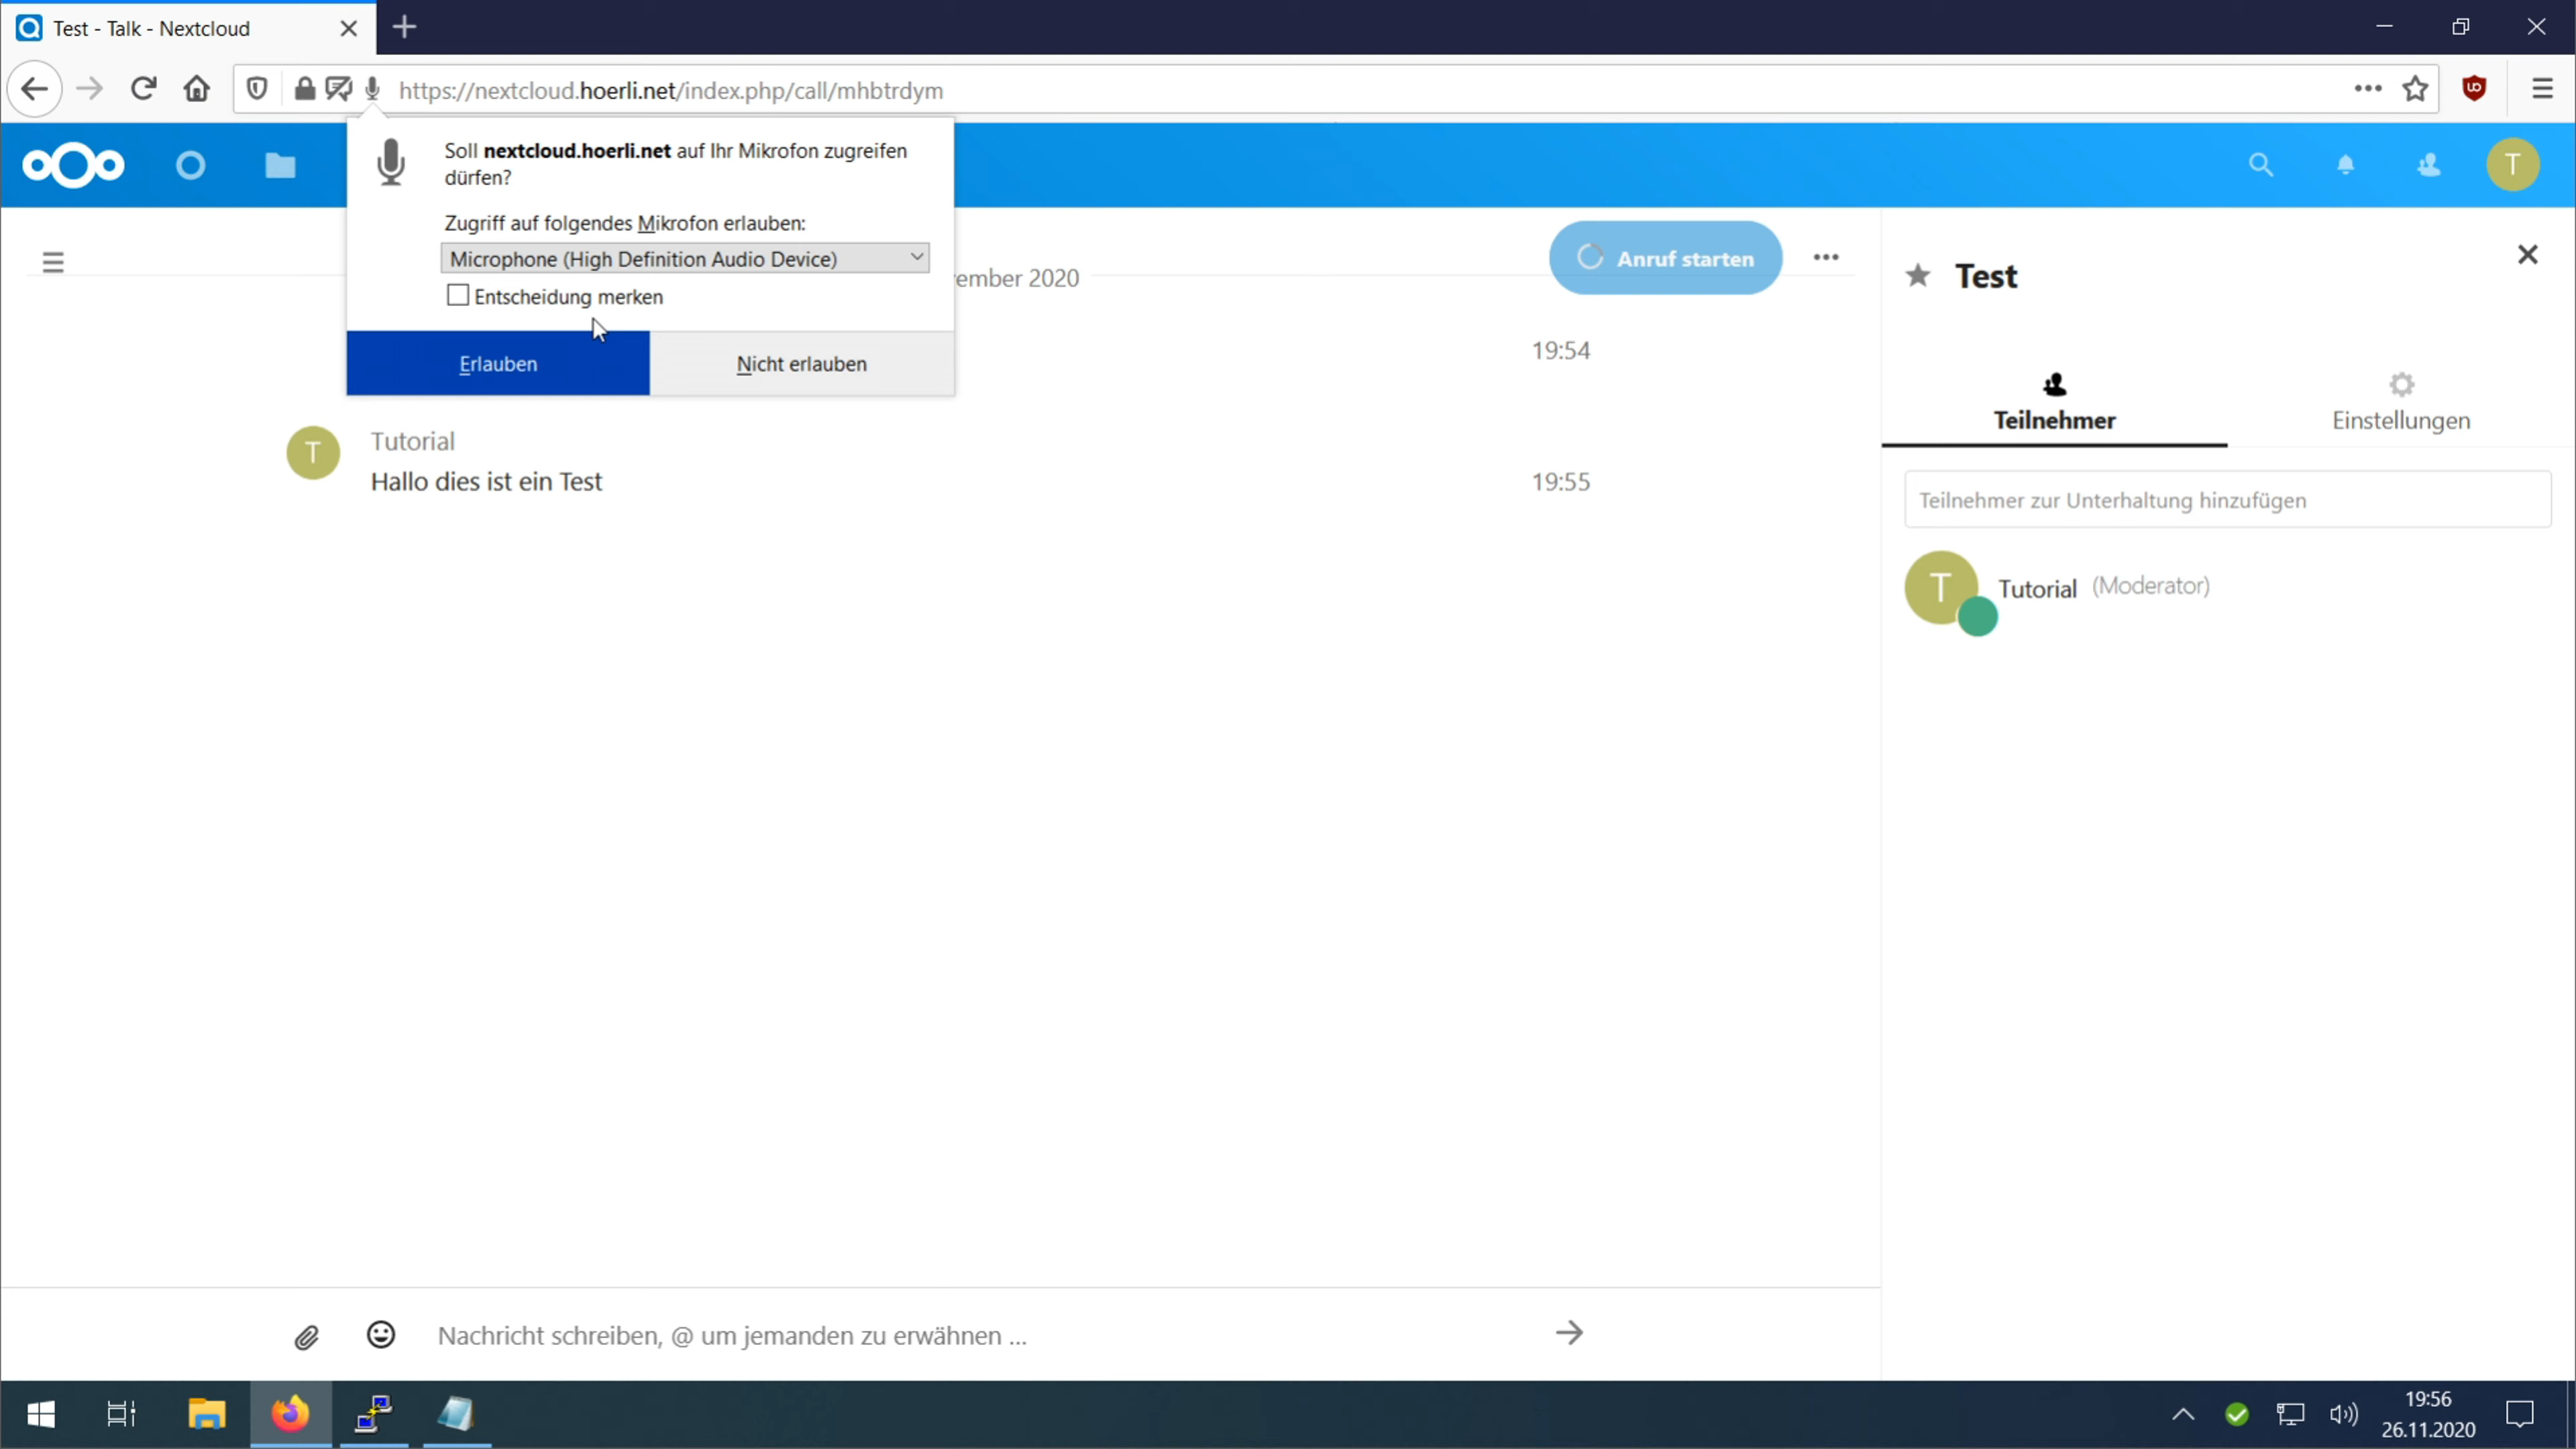 Test - Talk - Nextcloud
https://nextcloud.hoerli.net/index.php/call/mhbtrdym
Soll nextcloud.hoerli.net auf Ihr Mikrofon zugreifen
dürfen?
Zugriff auf folgendes Mikrofon erlauben:
Microphone (High Definition Audio Device)
Entscheidung merken
Erlauben
Nicht erlauben
T
ember 2020
Anruf starten
19:54
T
Tutorial
Hallo dies ist ein Test
19:55
Test
Teilnehmer
Einstellungen
Teilnehmer zur Unterhaltung hinzufügen
T
Tutorial (Moderator)
Nachricht schreiben, @ um jemanden zu erwähnen ...
19:56
26.11.2020